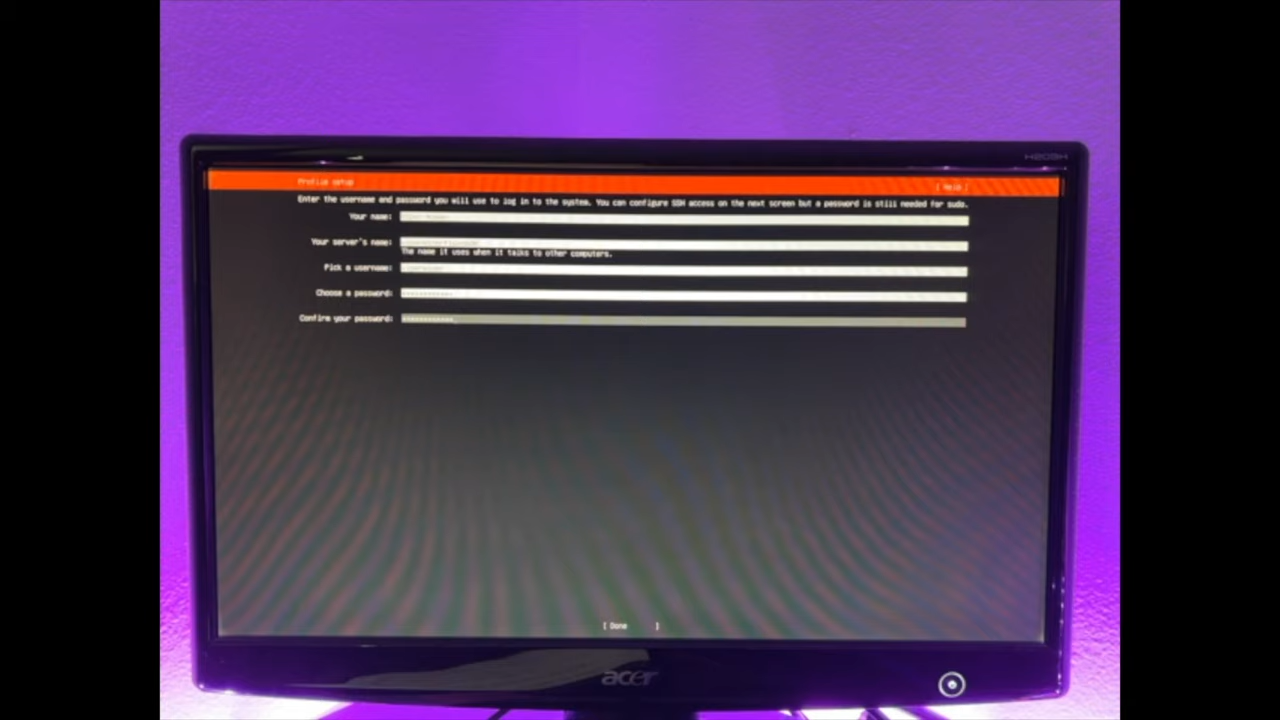 H203H
Profile setup
[ Help ]
Enter the username and password you will use to log in to the system. You can configure SSH access on the next screen but a password is still needed for sudo.
Your name:
Your server's name:
The name it uses when it talks to other computers.
Pick a username:
Choose a password:
Confirm your password:
[ Done ]
acer